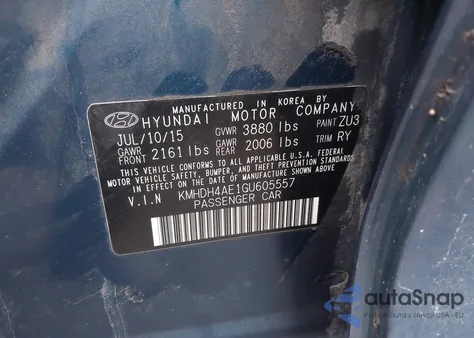 MANUFACTURED IN KOREA BY
HYUNDAI MOTOR COMPANY
JUL/10/15 GVWR 3880 lbs PAINT ZU3
GAWR FRONT 2161 lbs GAWR REAR 2006 lbs TRIM RY
THIS VEHICLE CONFORMS TO ALL APPLICABLE U.S.A. FEDERAL
MOTOR VEHICLE SAFETY, BUMPER, AND THEFT PREVENTION
STANDARDS IN EFFECT ON THE DATE OF MANUFACTURE SHOWN ABOVE.
V.I.N KMHDH4AE1GU605557
PASSENGER CAR
autoSnap